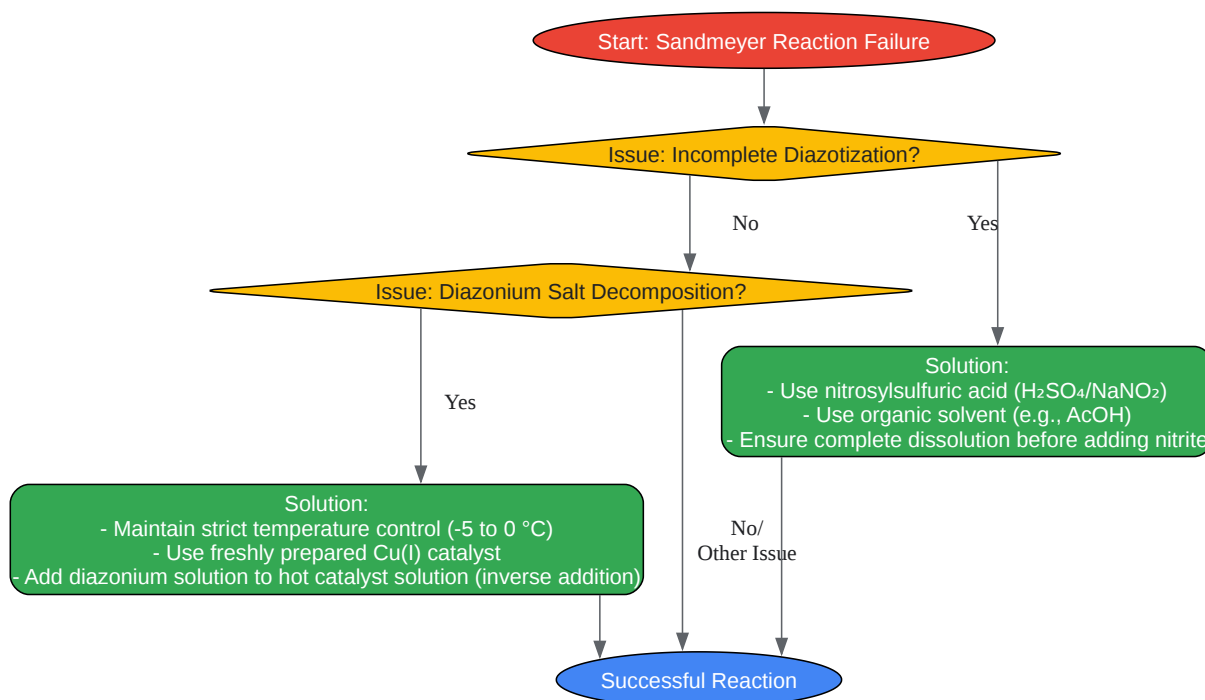 Start: Sandmeyer Reaction Failure
Issue: Incomplete Diazotization?
No
Yes
Issue: Diazonium Salt Decomposition?
Solution:
- Use nitrosylsulfuric acid (H₂SO₄/NaNO₂)
- Use organic solvent (e.g., AcOH)
- Ensure complete dissolution before adding nitrite
Yes
Solution:
- Maintain strict temperature control (-5 to 0 °C)
- Use freshly prepared Cu(I) catalyst
- Add diazonium solution to hot catalyst solution (inverse addition)
No/
Other Issue
Successful Reaction